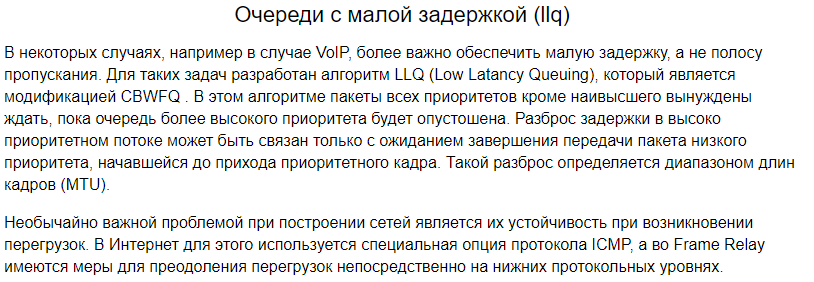 Очереди с малой задержкой (llq)
В некоторых случаях, например в случае VoIP, более важно обеспечить малую задержку, а не полосу
пропускания. Для таких задач разработан алгоритм LLQ (Low Latancy Queuing), который является
модификацией CBWFQ . В этом алгоритме пакеты всех приоритетов кроме наивысшего вынуждены
ждать, пока очередь более высокого приоритета будет опустошена. Разброс задержки в высоко
приоритетном потоке может быть связан только с ожиданием завершения передачи пакета низкого
приоритета, начавшейся до прихода приоритетного кадра. Такой разброс определяется диапазоном длин
кадров (MTU).
Необычайно важной проблемой при построении сетей является их устойчивость при возникновении
перегрузок. В Интернет для этого используется специальная опция протокола ICMP, а во Frame Relay
имеются меры для преодоления перегрузок непосредственно на нижних протокольных уровнях.